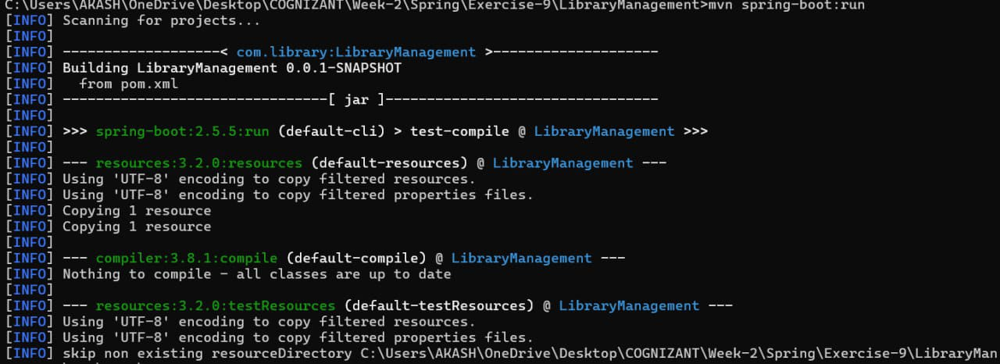 C:\Users\AKASH\OneDrive\Desktop\COGNIZANT\Week-2\Spring\Exercise-9\LibraryManagement>mvn spring-boot:run
[INFO] Scanning for projects...
[INFO]
[INFO] -------------------< com.library:LibraryManagement >--------------------
[INFO] Building LibraryManagement 0.0.1-SNAPSHOT
[INFO]   from pom.xml
[INFO] --------------------------------[ jar ]---------------------------------
[INFO]
[INFO] >>> spring-boot:2.5.5:run (default-cli) > test-compile @ LibraryManagement >>>
[INFO]
[INFO] --- resources:3.2.0:resources (default-resources) @ LibraryManagement ---
[INFO] Using 'UTF-8' encoding to copy filtered resources.
[INFO] Using 'UTF-8' encoding to copy filtered properties files.
[INFO] Copying 1 resource
[INFO] Copying 1 resource
[INFO]
[INFO] --- compiler:3.8.1:compile (default-compile) @ LibraryManagement ---
[INFO] Nothing to compile - all classes are up to date
[INFO]
[INFO] --- resources:3.2.0:testResources (default-testResources) @ LibraryManagement ---
[INFO] Using 'UTF-8' encoding to copy filtered resources.
[INFO] Using 'UTF-8' encoding to copy filtered properties files.
[INFO] skip non existing resourceDirectory C:\Users\AKASH\OneDrive\Desktop\COGNIZANT\Week-2\Spring\Exercise-9\LibraryMan